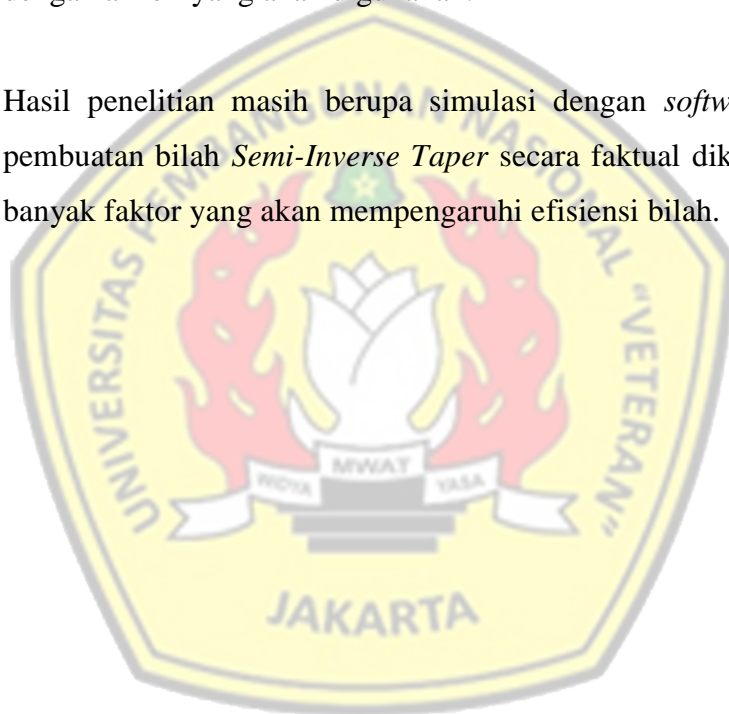 Hasil penelitian masih berupa simulasi dengan softw
pembuatan bilah Semi-Inverse Taper secara faktual dik
banyak faktor yang akan mempengaruhi efisiensi bilah.
UNIVERSITAS PEMBANGUNAN NASIONAL "VETERAN"
WIDYA MWAT YASA
JAKARTA